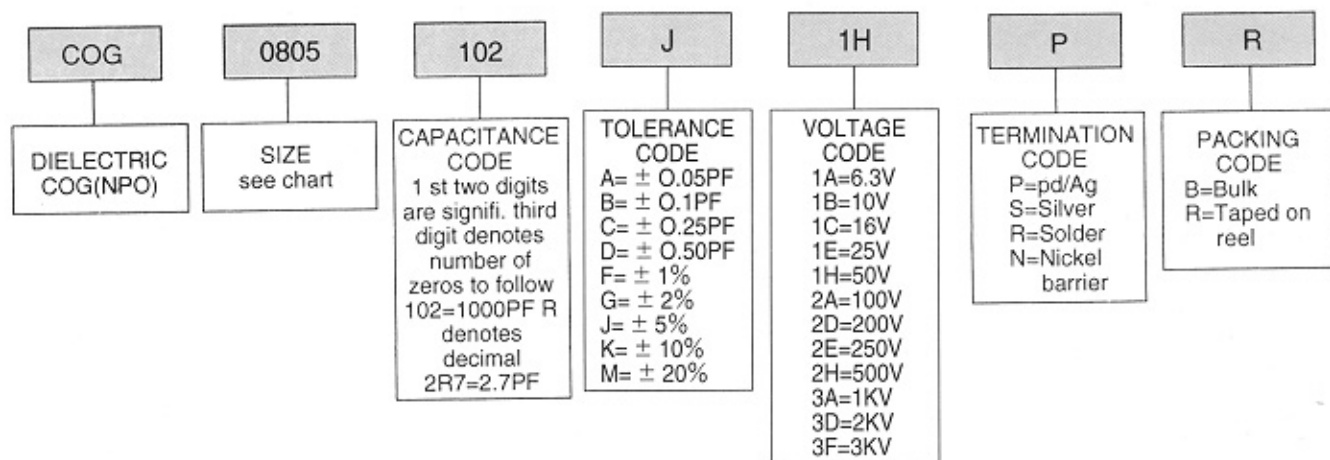 COG
0805
102
J
1H
P
R
DIELECTRIC
COG(NPO)
SIZE
see chart
CAPACITANCE
CODE
1 st two digits
are signifi. third
digit denotes
number of
zeros to follow
102=1000PF R
denotes
decimal
2R7=2.7PF
TOLERANCE
CODE
A= ± O.05PF
B= ± O.1PF
C= ± O.25PF
D= ± O.50PF
F= ± 1%
G= ± 2%
J= ± 5%
K= ± 10%
M= ± 20%
VOLTAGE
CODE
1A=6.3V
1B=10V
1C=16V
1E=25V
1H=50V
2A=100V
2D=200V
2E=250V
2H=500V
3A=1KV
3D=2KV
3F=3KV
TERMINATION
CODE
P=pd/Ag
S=Silver
R=Solder
N=Nickel
barrier
PACKING
CODE
B=Bulk
R=Taped on
reel